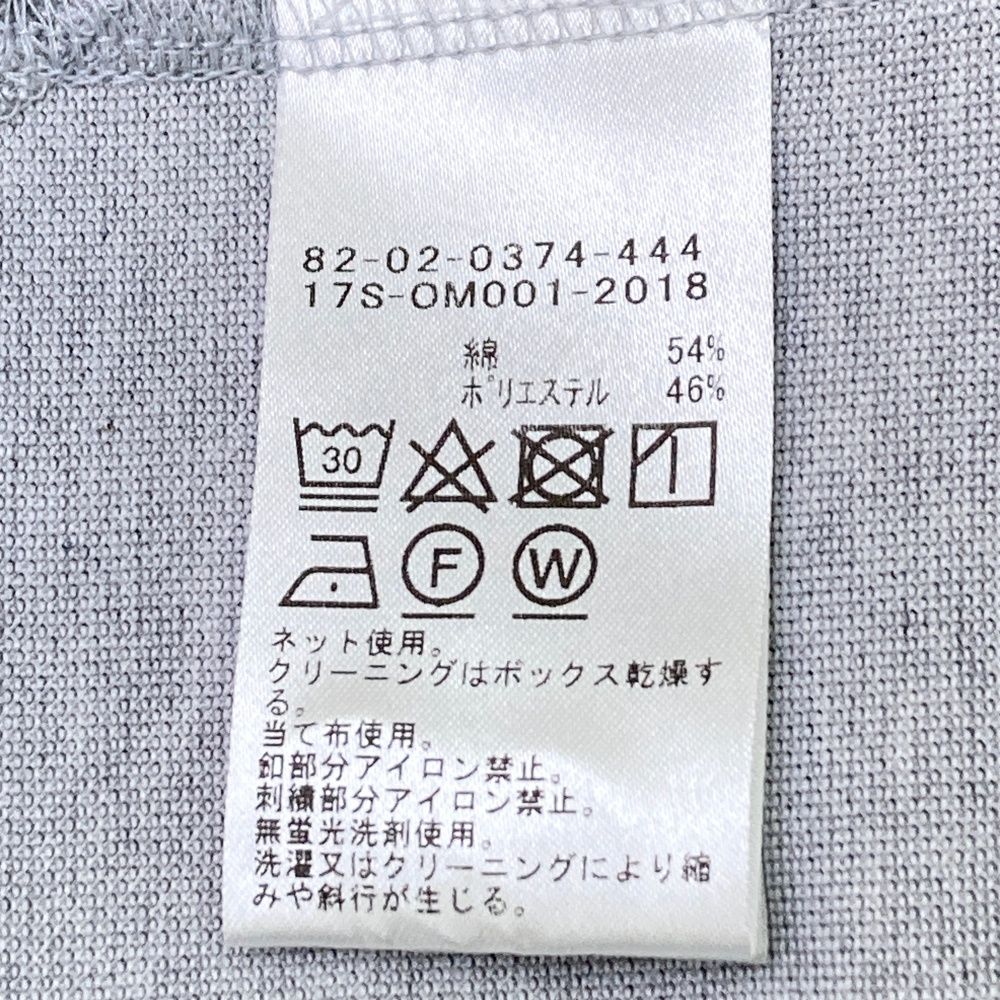 82-02-0374-444
17S-OM001-2018
綿 54%
ポリエステル 46%
30
F W
ネット使用。
クリーニングはボックス乾燥す
る。
当て布使用。
釦部分アイロン禁止。
刺繍部分アイロン禁止。
無蛍光洗剤使用。
洗濯又はクリーニングにより縮
みや斜行が生じる。